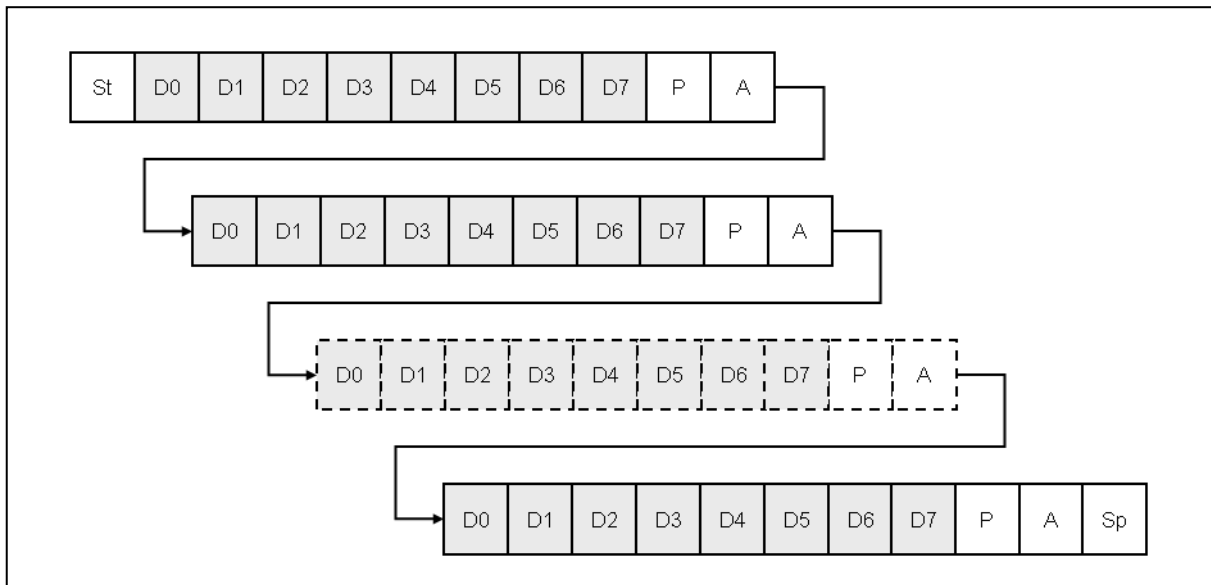 St D0 D1 D2 D3 D4 D5 D6 D7 P A
D0 D1 D2 D3 D4 D5 D6 D7 P A
D0 D1 D2 D3 D4 D5 D6 D7 P A
D0 D1 D2 D3 D4 D5 D6 D7 P A Sp